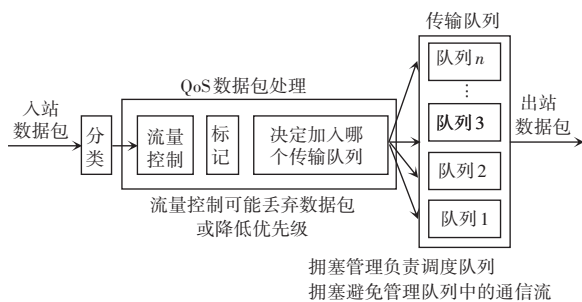 传输队列
QoS数据包处理
入站
数据包
分类
流量
控制
标记
决定加入哪
个传输队列
队列n
⋮
队列3
队列2
队列1
出站
数据包
流量控制可能丢弃数据包
或降低优先级
拥塞管理负责调度队列
拥塞避免管理队列中的通信流